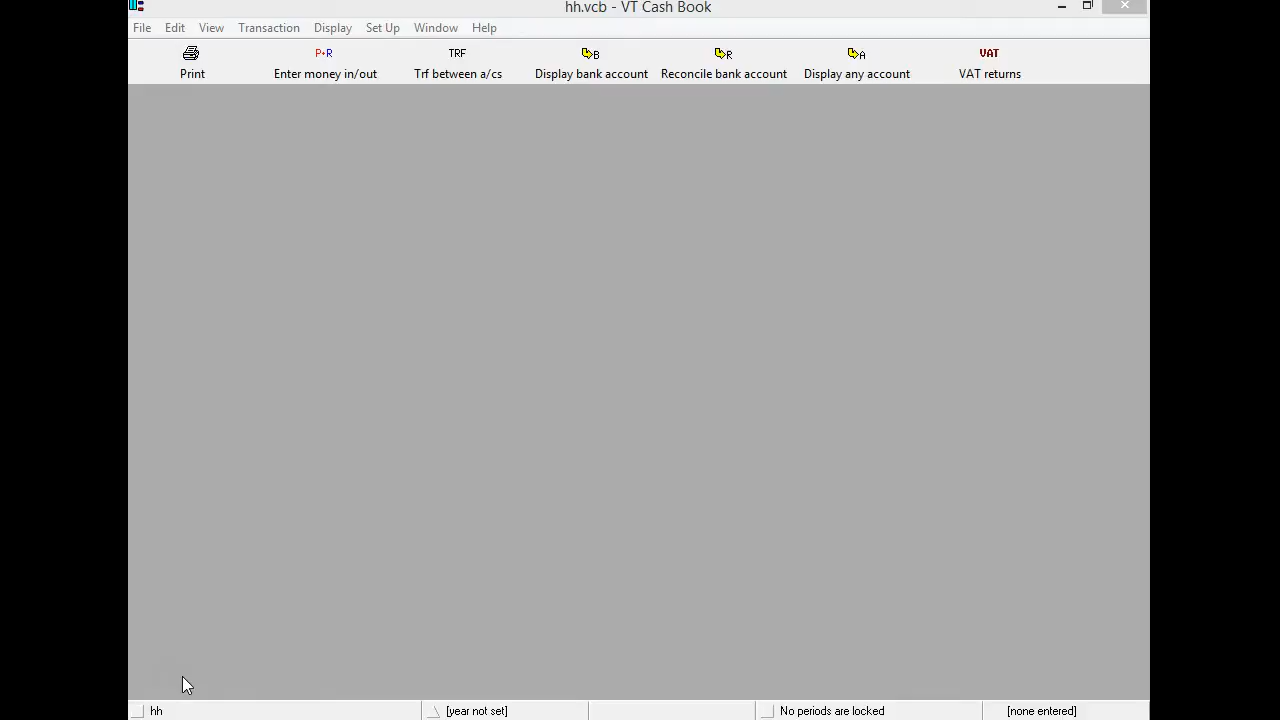 hh.vcb - VT Cash Book
File Edit View Transaction Display Set Up Window Help
P•R TRF B R A VAT
Print Enter money in/out Trf between a/cs Display bank account Reconcile bank account Display any account VAT returns
hh [year not set] No periods are locked [none entered]